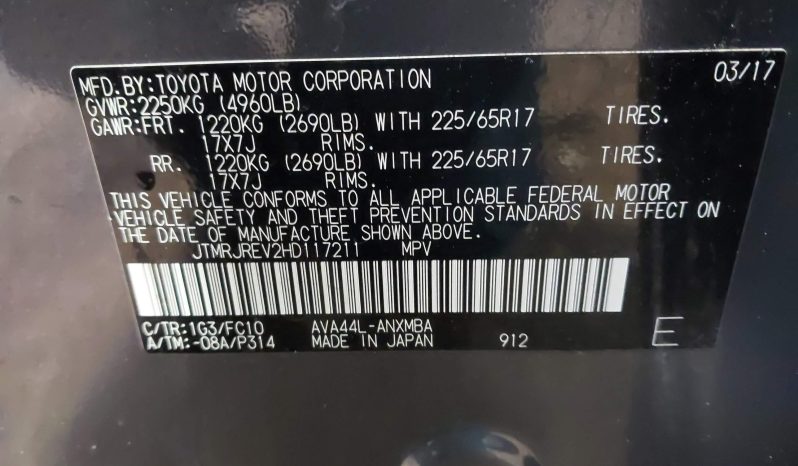 MFD.BY:TOYOTA MOTOR CORPORATION 03/17
GVWR:2250KG (4960LB)
GAWR:FRT. 1220KG (2690LB) WITH 225/65R17 TIRES.
17X7J RIMS.
RR. 1220KG (2690LB) WITH 225/65R17 TIRES.
17X7J RIMS.
THIS VEHICLE CONFORMS TO ALL APPLICABLE FEDERAL MOTOR
VEHICLE SAFETY AND THEFT PREVENTION STANDARDS IN EFFECT ON
THE DATE OF MANUFACTURE SHOWN ABOVE.
JTMRJREV2HD117211 MPV
C/TR:1G3/FC10 AVA44L-ANXMBA
A/TM:-08A/P314 MADE IN JAPAN 912 E